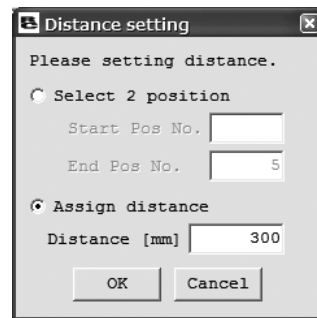 Distance setting
Please setting distance.
Select 2 position
Start Pos No.
End Pos No. 5
Assign distance
Distance [mm] 300
OK Cancel